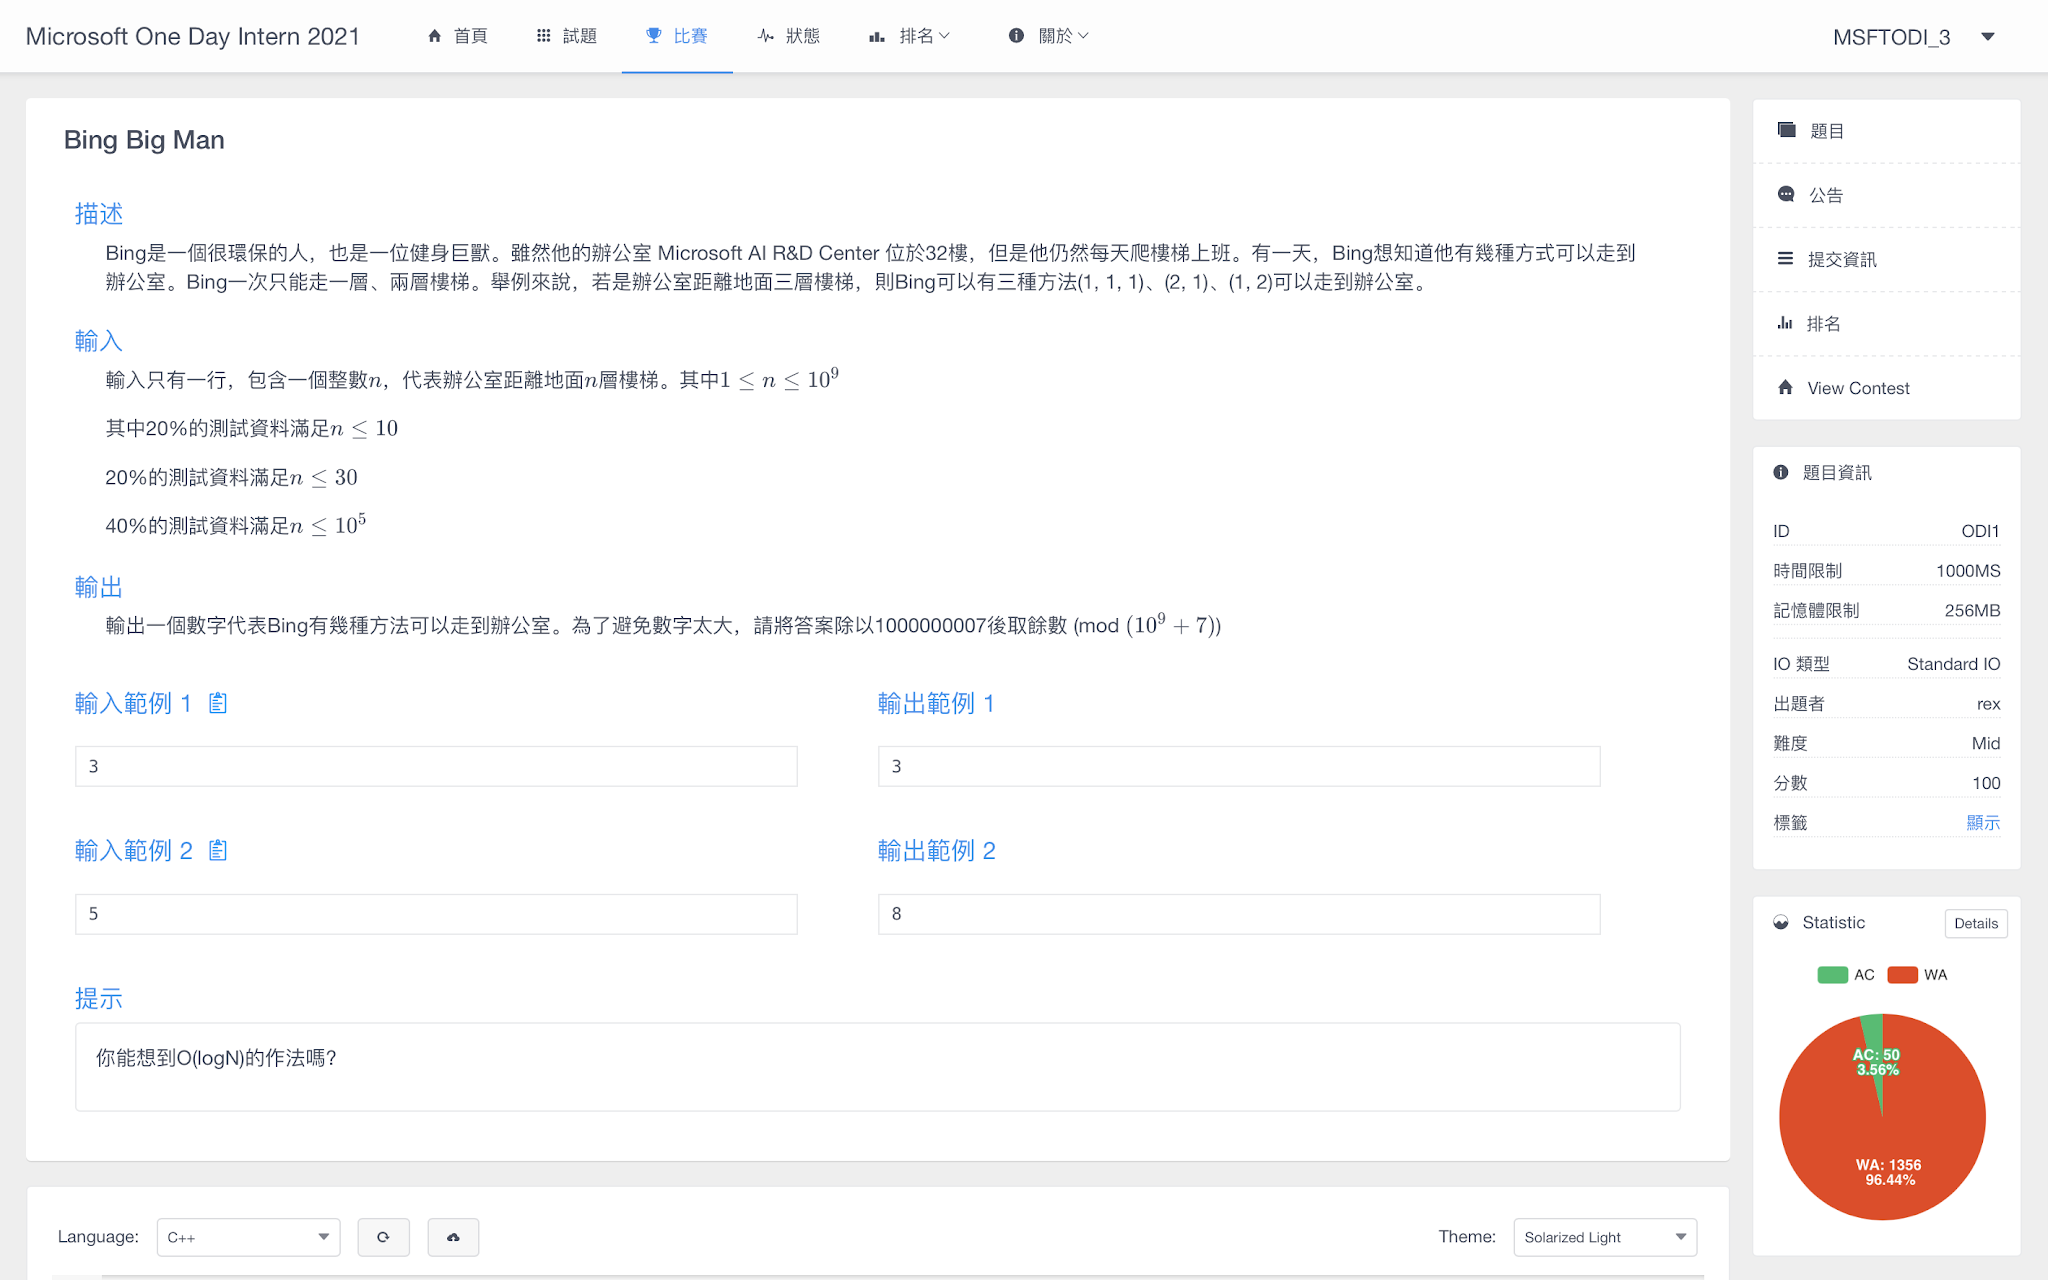 Microsoft One Day Intern 2021
首頁
試題
比賽
狀態
排名
關於
MSFTODI_3
Bing Big Man
描述
Bing是一個很環保的人，也是一位健身巨獸。雖然他的辦公室 Microsoft AI R&D Center 位於32樓，但是他仍然每天爬樓梯上班。有一天，Bing想知道他有幾種方式可以走到
辦公室。Bing一次只能走一層、兩層樓梯。舉例來說，若是辦公室距離地面三層樓梯，則Bing可以有三種方法(1, 1, 1)、(2, 1)、(1, 2)可以走到辦公室。
輸入
輸入只有一行，包含一個整數n，代表辦公室距離地面n層樓梯。其中1 ≤ n ≤ 10⁹
其中20%的測試資料滿足n ≤ 10
20%的測試資料滿足n ≤ 30
40%的測試資料滿足n ≤ 10⁵
輸出
輸出一個數字代表Bing有幾種方法可以走到辦公室。為了避免數字太大，請將答案除以1000000007後取餘數 (mod (10⁹ + 7))
輸入範例 1
輸出範例 1
3
3
輸入範例 2
輸出範例 2
5
8
提示
你能想到O(logN)的作法嗎?
Language:
C++
Theme:
Solarized Light
題目
公告
提交資訊
排名
View Contest
題目資訊
ID ODI1
時間限制 1000MS
記憶體限制 256MB
IO 類型 Standard IO
出題者 rex
難度 Mid
分數 100
標籤 顯示
Statistic
Details
AC
WA
AC: 50
3.56%
WA: 1356
96.44%